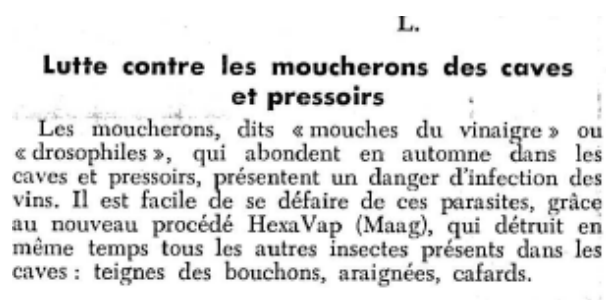 L.
Lutte contre les moucherons des caves
et pressoirs
Les moucherons, dits « mouches du vinaigre » ou
« drosophiles », qui abondent en automne dans les
caves et pressoirs, présentent un danger d'infection des
vins. Il est facile de se défaire de ces parasites, grâce
au nouveau procédé HexaVap (Maag), qui détruit en
même temps tous les autres insectes présents dans les
caves : teignes des bouchons, araignées, cafards.